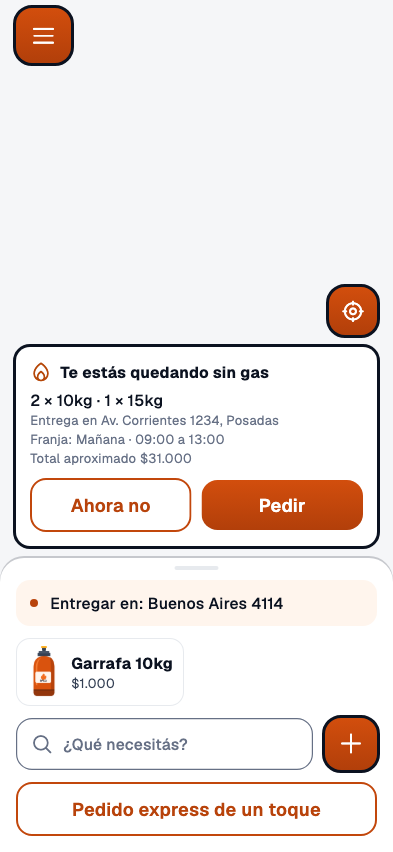 Te estás quedando sin gas
2 × 10kg · 1 × 15kg
Entrega en Av. Corrientes 1234, Posadas
Franja: Mañana · 09:00 a 13:00
Total aproximado $31.000
Ahora no
Pedir
Entregar en: Buenos Aires 4114
Garrafa 10kg
$1.000
¿Qué necesitás?
Pedido express de un toque